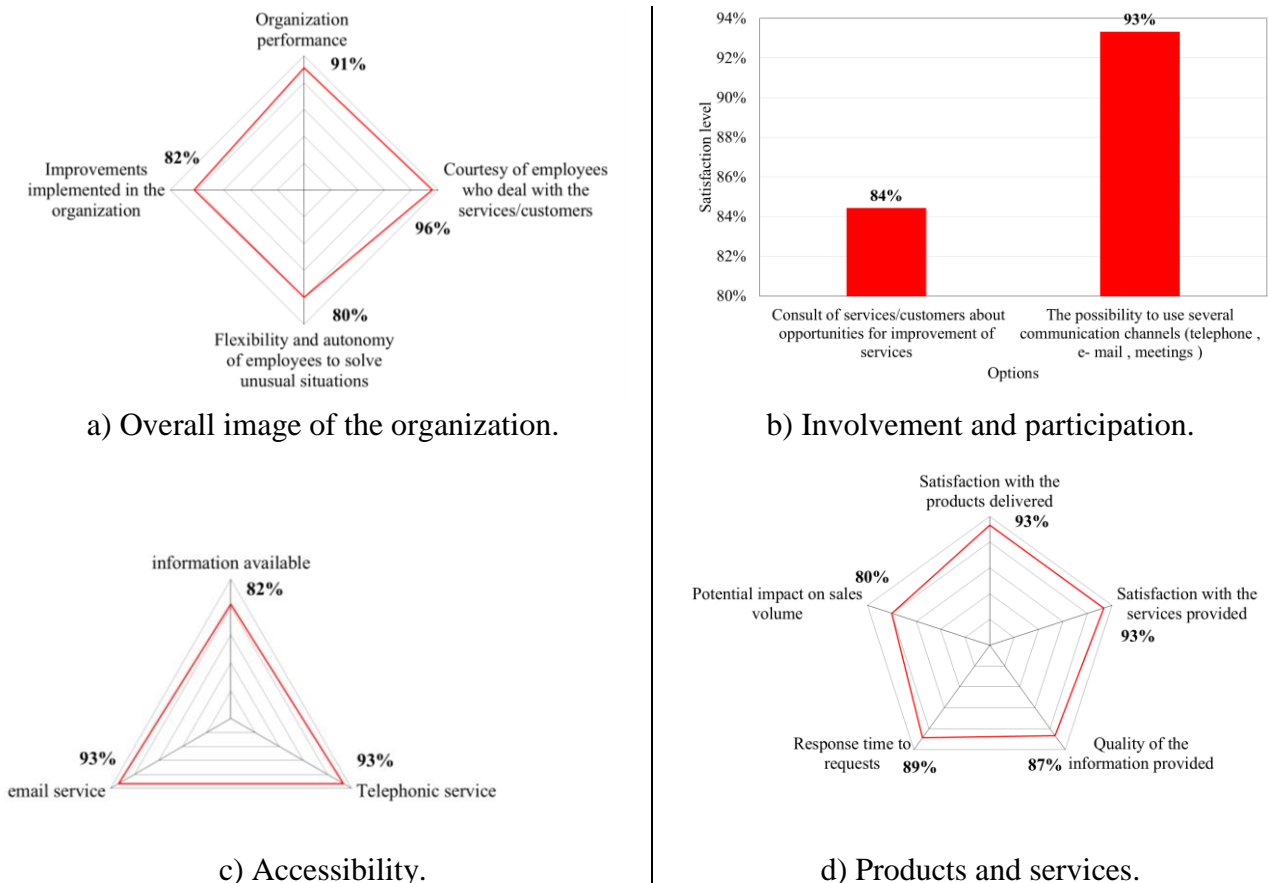 Organization
performance
91%
82%
Improvements
implemented in the
organization
Courtesy of employees
who deal with the
services/customers
96%
80%
Flexibility and autonomy
of employees to solve
unusual situations
a) Overall image of the organization.
94%
92%
90%
88%
86%
84%
82%
80%
Satisfaction level
84%
93%
Consult of services/customers about
opportunities for improvement of
services
The possibility to use several
communication channels (telephone ,
e- mail , meetings )
Options
b) Involvement and participation.
information available
82%
93%
email service
93%
Telephonic service
c) Accessibility.
Satisfaction with the
products delivered
93%
80%
Potential impact on sales
volume
Satisfaction with the
services provided
93%
Response time to
requests
89%
Quality of the
information provided
87%
d) Products and services.